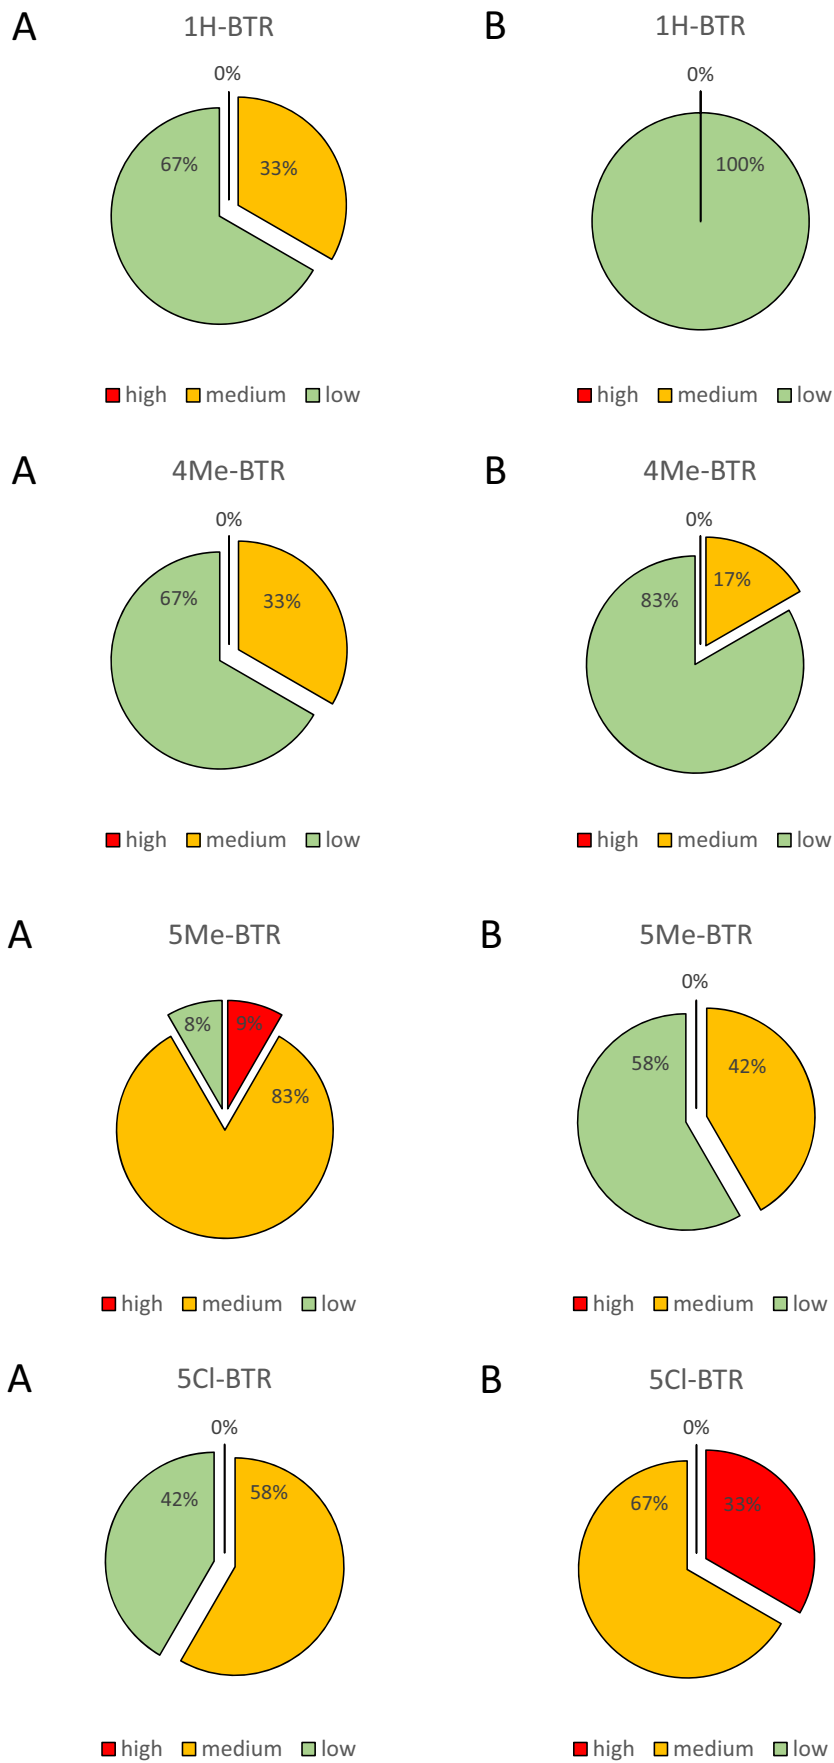 A 1H-BTR
0%
67% 33%
high medium low
B 1H-BTR
0%
100%
high medium low
A 4Me-BTR
0%
67% 33%
high medium low
B 4Me-BTR
0%
83% 17%
high medium low
A 5Me-BTR
8% 9%
83%
high medium low
B 5Me-BTR
0%
58% 42%
high medium low
A 5Cl-BTR
0%
42% 58%
high medium low
B 5Cl-BTR
0%
67% 33%
high medium low